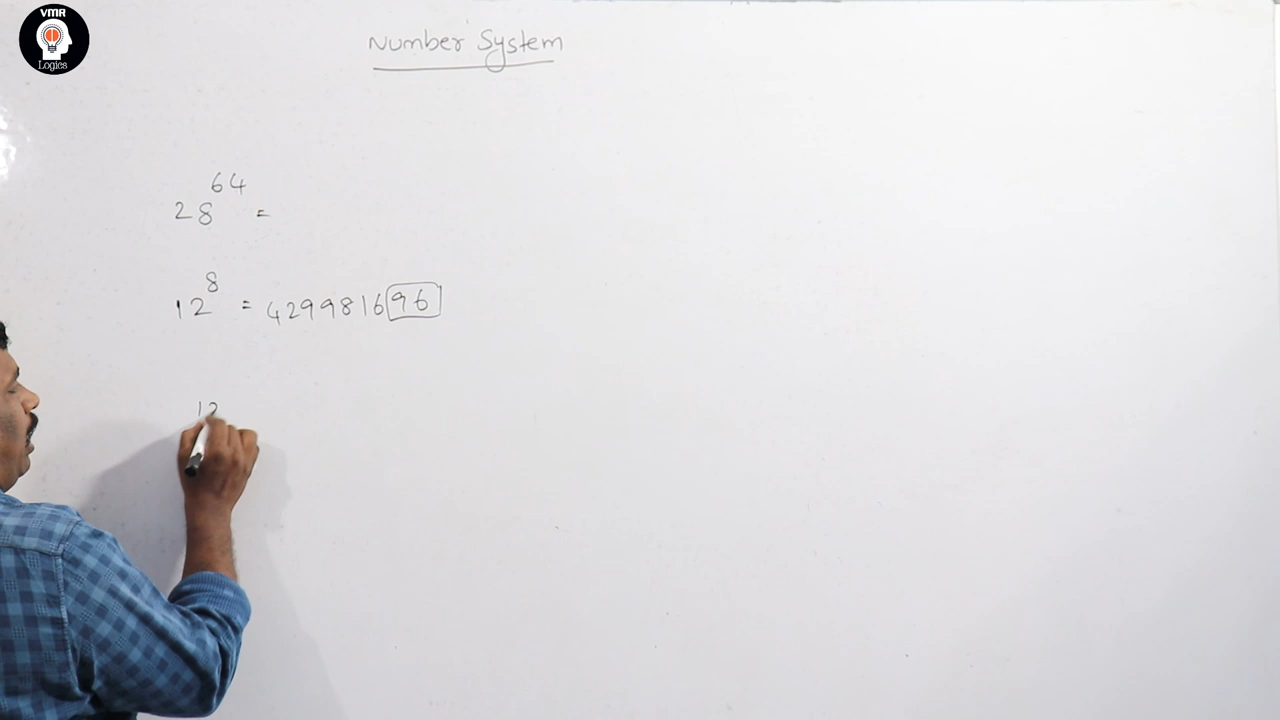 VMR
Logics
Number System
28^64 =
12^8 = 429981696
12